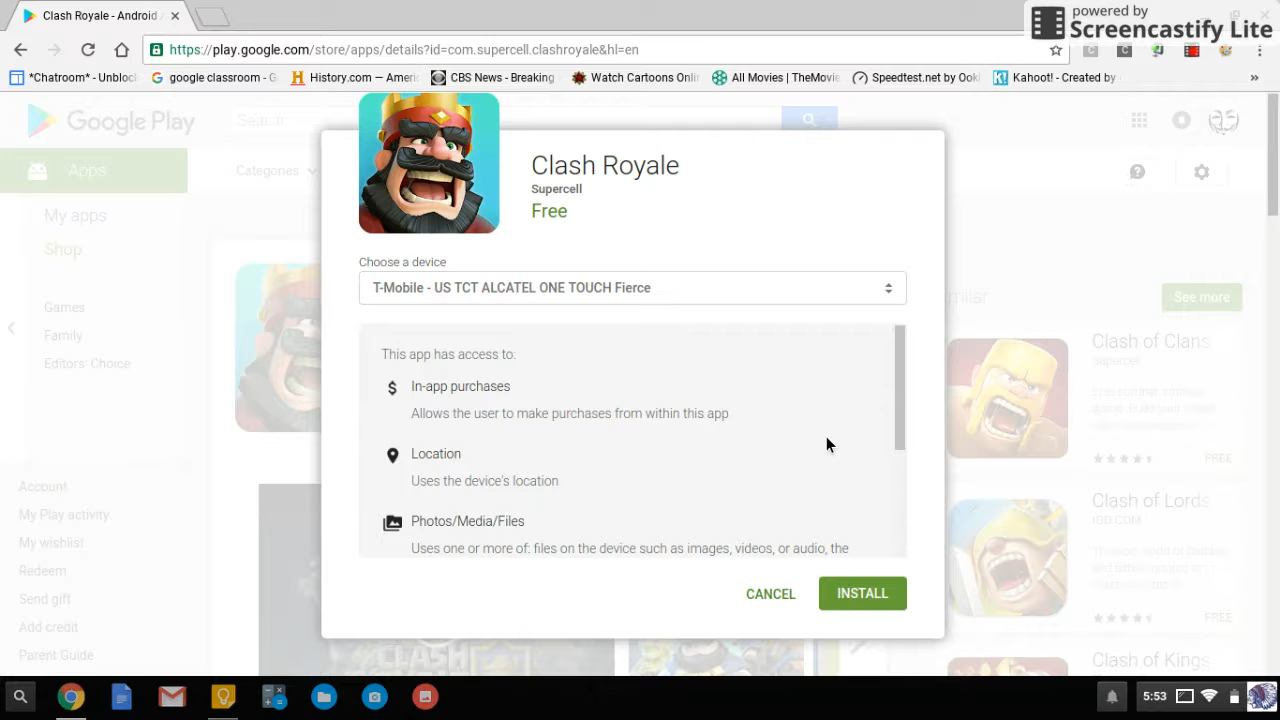 Clash Royale - Android
powered by
Screencastify Lite
https://play.google.com/store/apps/details?id=com.supercell.clashroyale&hl=en
*Chatroom* - Unbloc
google classroom - G
History.com — Ameri
CBS News - Breaking
Watch Cartoons Onli
All Movies | TheMovie
Speedtest.net by Ookl
Kahoot! - Created by
»
Google Play
Search
Apps
Categories
My apps
Shop
Games
Family
Editors' Choice
Account
My Play activity
My wishlist
Redeem
Send gift
Add credit
Parent Guide
Clash Royale
Supercell
Free
Choose a device
T-Mobile - US TCT ALCATEL ONE TOUCH Fierce
This app has access to:
$ In-app purchases
Allows the user to make purchases from within this app
Location
Uses the device's location
Photos/Media/Files
Uses one or more of: files on the device such as images, videos, or audio, the
CANCEL
INSTALL
See more
Clash of Clans
Supercell
FREE
Clash of Lords
IGG.COM
FREE
Clash of Kings
5:53